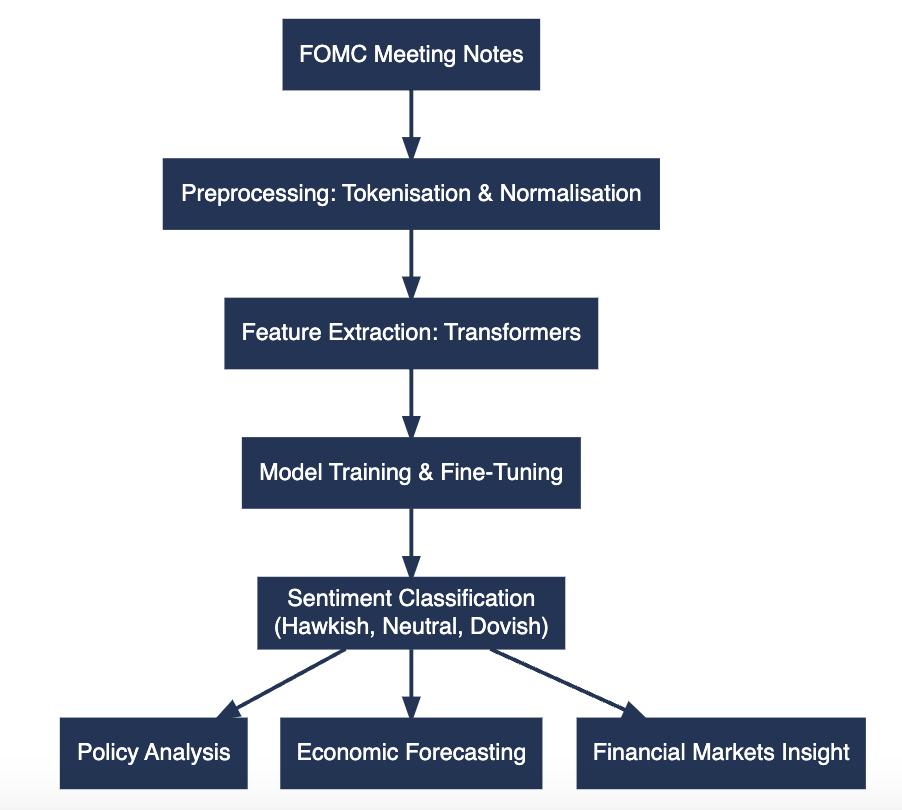 FOMC Meeting Notes
Preprocessing: Tokenisation & Normalisation
Feature Extraction: Transformers
Model Training & Fine-Tuning
Sentiment Classification
(Hawkish, Neutral, Dovish)
Policy Analysis
Economic Forecasting
Financial Markets Insight